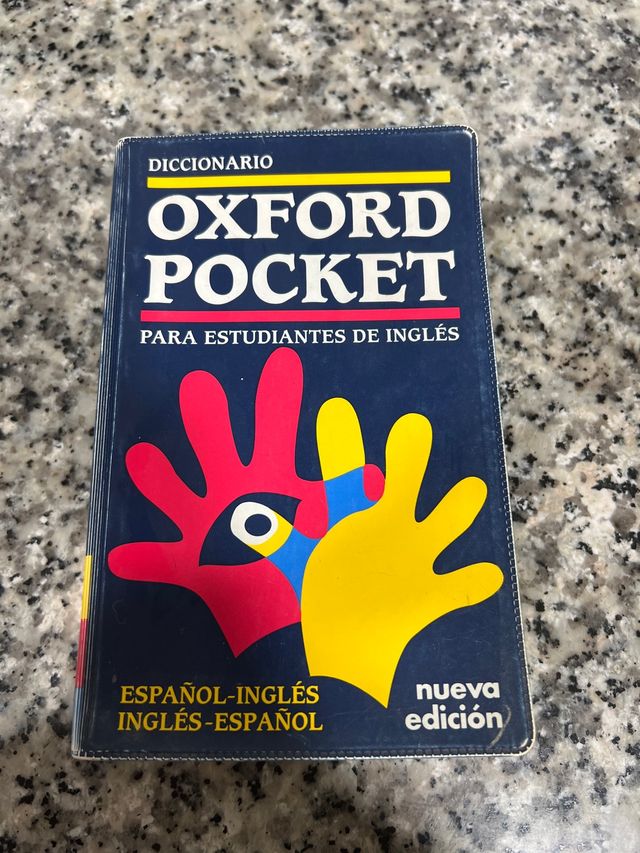 DICCIONARIO
OXFORD
POCKET
PARA ESTUDIANTES DE INGLÉS
ESPAÑOL-INGLÉS
INGLÉS-ESPAÑOL
nueva
edición